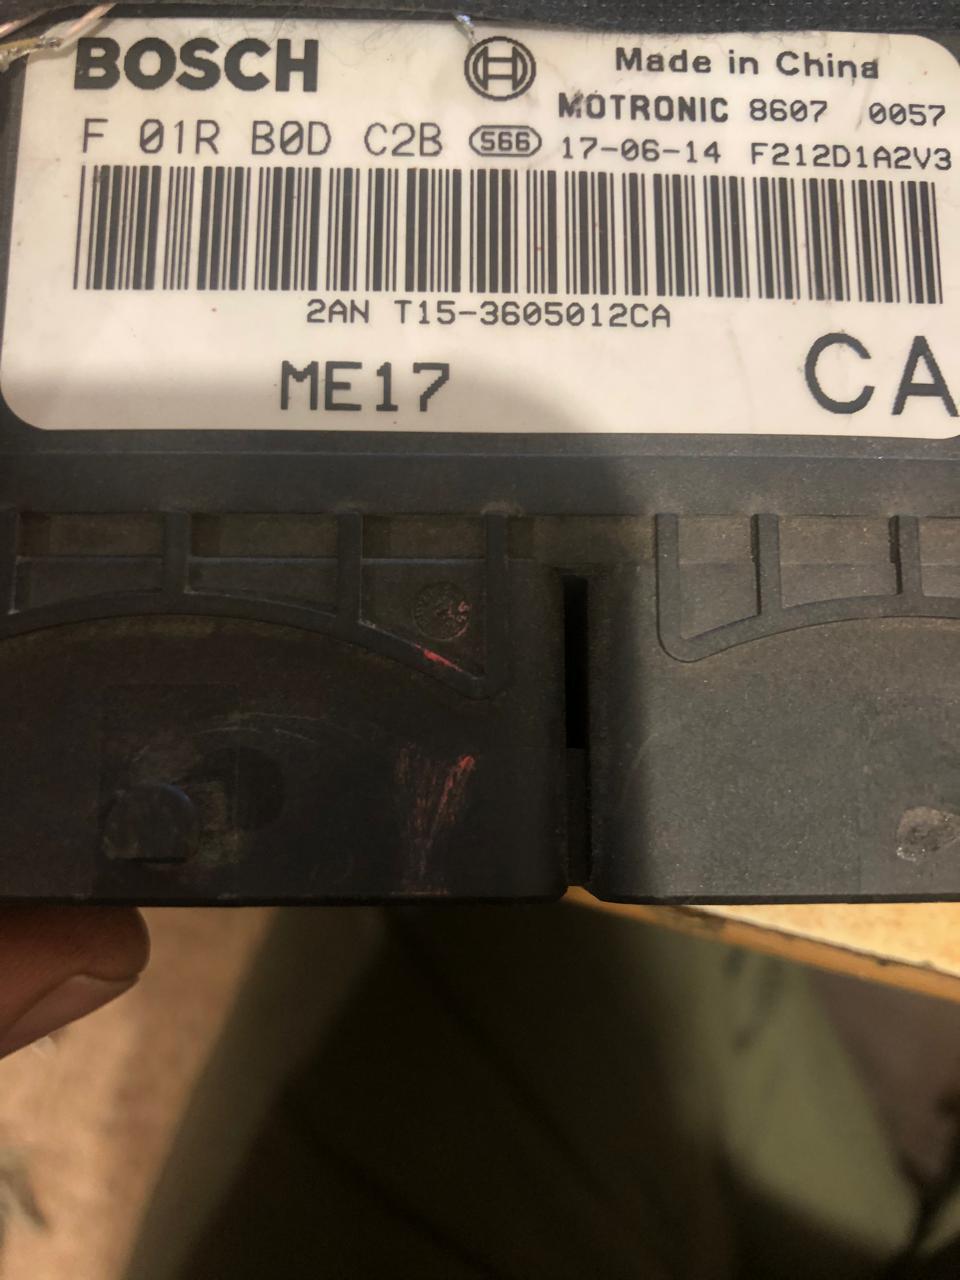 BOSCH
Made in China
MOTRONIC 8607 0057
F 01R B0D C2B 566 17-06-14 F212D1A2V3
2AN T15-3605012CA
ME17
CA